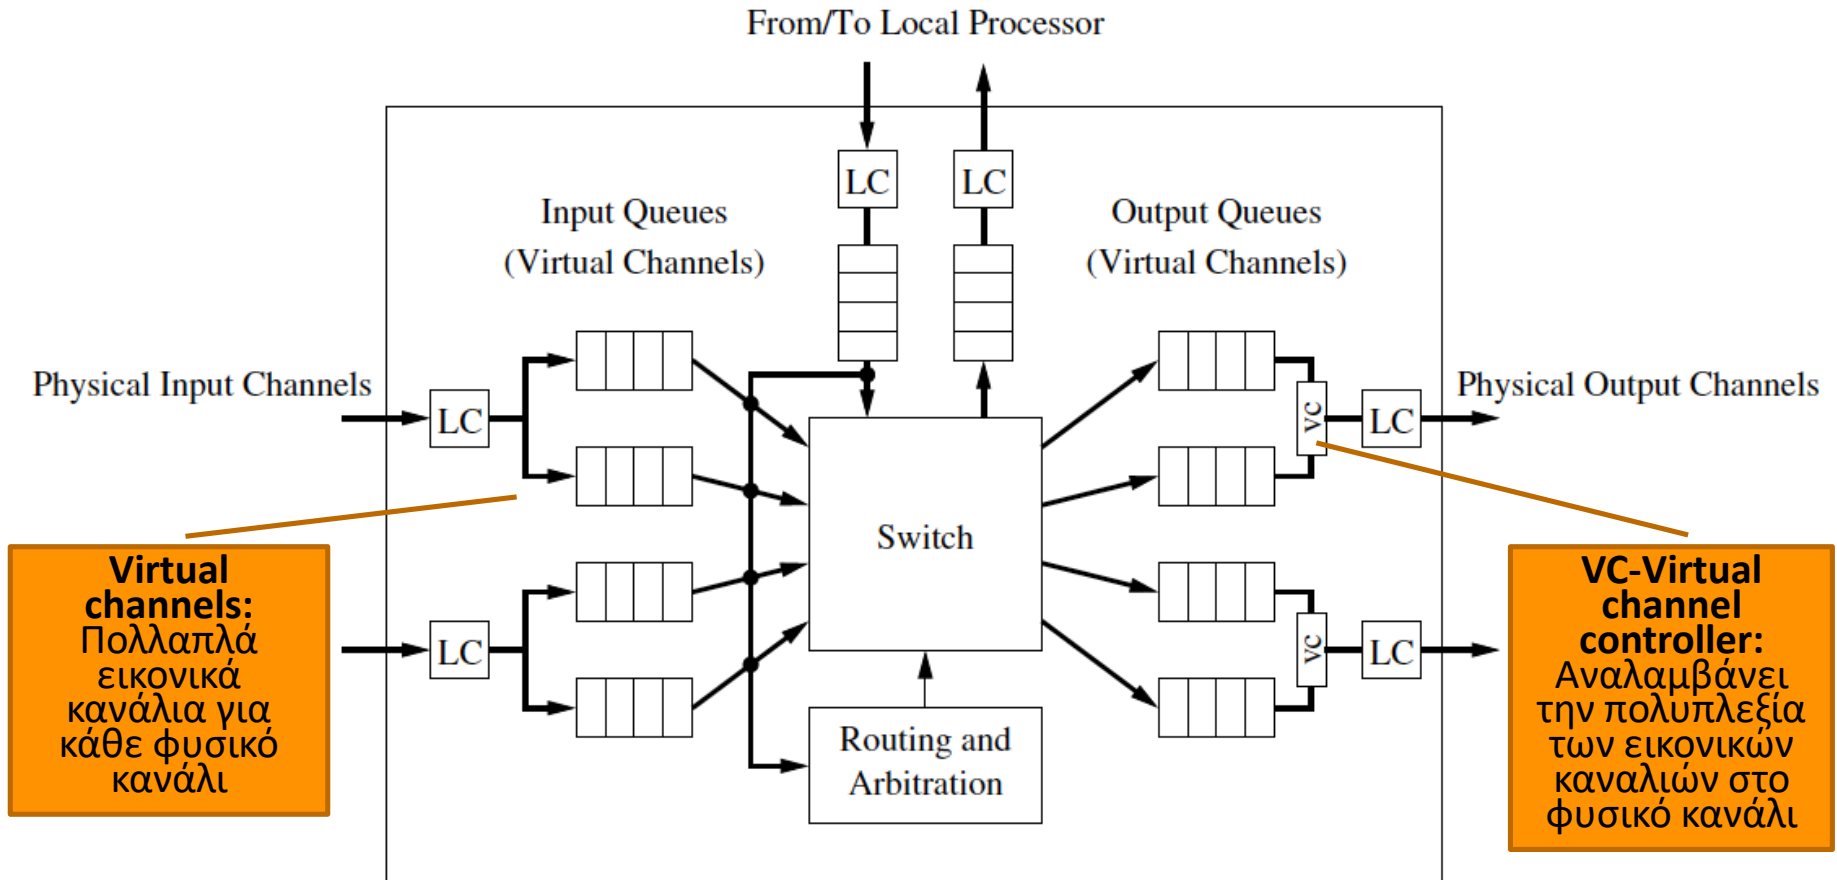 From/To Local Processor
LC
LC
Input Queues
(Virtual Channels)
Output Queues
(Virtual Channels)
Physical Input Channels
LC
VC
LC
Physical Output Channels
Switch
LC
VC
LC
Routing and
Arbitration
Virtual
channels:
Πολλαπλά
εικονικά
κανάλια για
κάθε φυσικό
κανάλι
VC-Virtual
channel
controller:
Αναλαμβάνει
την πολυπλεξία
των εικονικών
καναλιών στο
φυσικό κανάλι